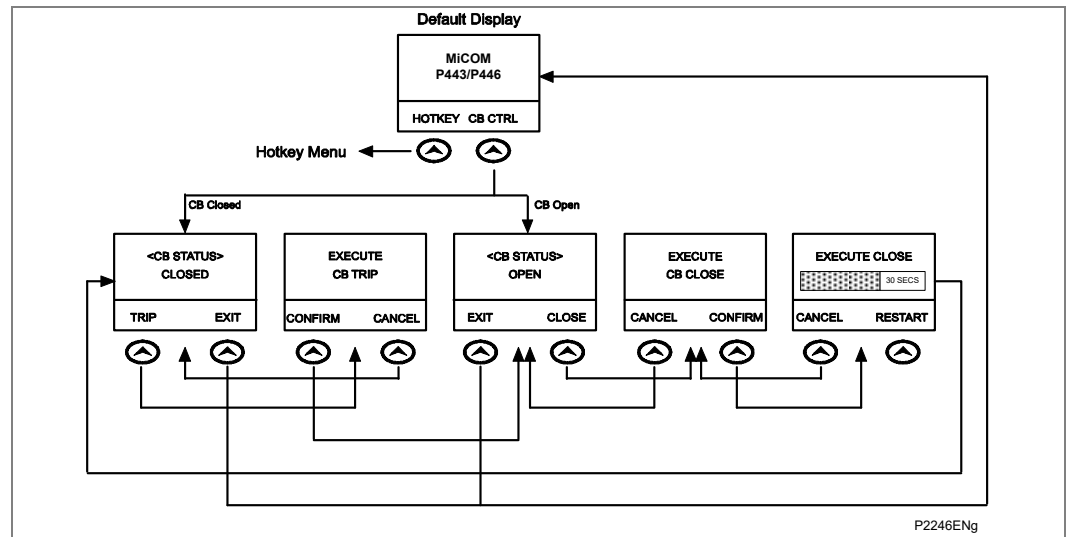 Default Display
MiCOM
P443/P446
HOTKEY CB CTRL
Hotkey Menu
CB Closed
CB Open
<CB STATUS>
CLOSED
TRIP EXIT
EXECUTE
CB TRIP
CONFIRM CANCEL
<CB STATUS>
OPEN
EXIT CLOSE
EXECUTE
CB CLOSE
CANCEL CONFIRM
EXECUTE CLOSE
30 SECS
CANCEL RESTART
P2246ENg